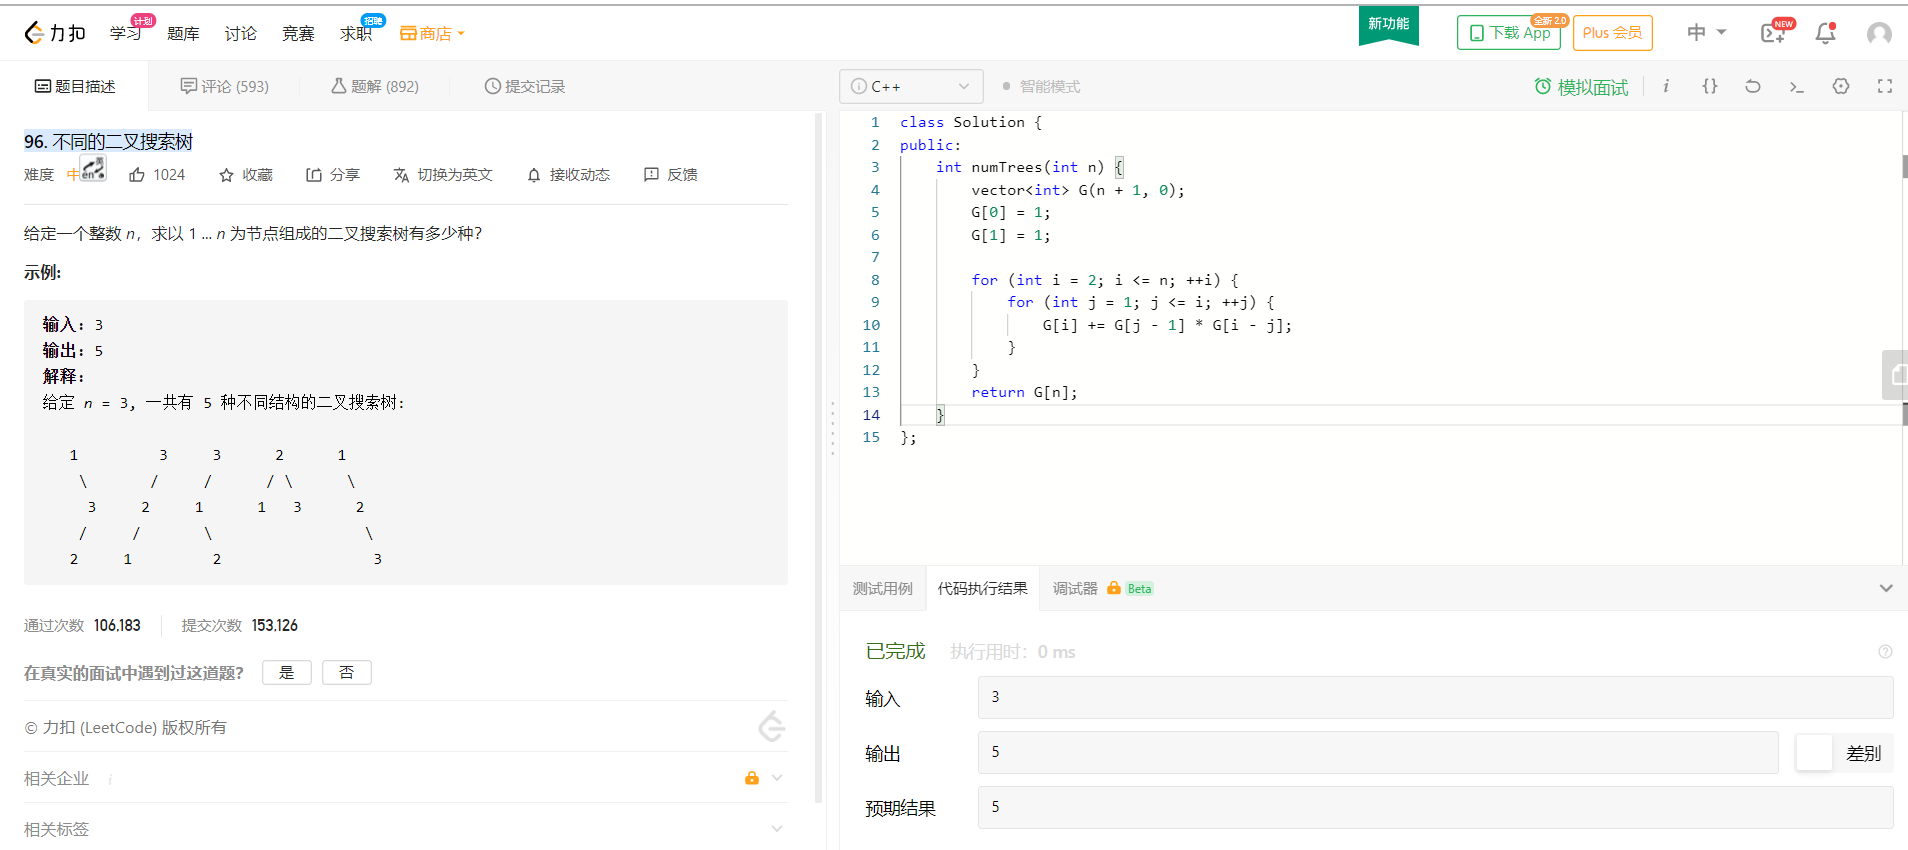 力扣
学习
计划
题库
讨论
竞赛
求职
招聘
商店
新功能
下载 App
全新 2.0
Plus 会员
中
NEW
题目描述
评论 (593)
题解 (892)
提交记录
C++
智能模式
模拟面试
i
{}
96. 不同的二叉搜索树
难度
中
en
1024
收藏
分享
切换为英文
接收动态
反馈
给定一个整数 n，求以 1 ... n 为节点组成的二叉搜索树有多少种？
示例:
输入: 3
输出: 5
解释:
给定 n = 3, 一共有 5 种不同结构的二叉搜索树:
   1         3     3      2      1
    \       /     /      / \      \
     3     2     1      1   3      2
    /     /       \                 \
   2     1         2                 3
通过次数 106,183
提交次数 153,126
在真实的面试中遇到过这道题？
是
否
© 力扣 (LeetCode) 版权所有
相关企业
i
相关标签
1 class Solution {
2 public:
3     int numTrees(int n) {
4         vector<int> G(n + 1, 0);
5         G[0] = 1;
6         G[1] = 1;
7
8         for (int i = 2; i <= n; ++i) {
9             for (int j = 1; j <= i; ++j) {
10                 G[i] += G[j - 1] * G[i - j];
11             }
12         }
13         return G[n];
14     }
15 };
测试用例
代码执行结果
调试器
Beta
已完成
执行用时: 0 ms
输入
3
输出
5
差别
预期结果
5